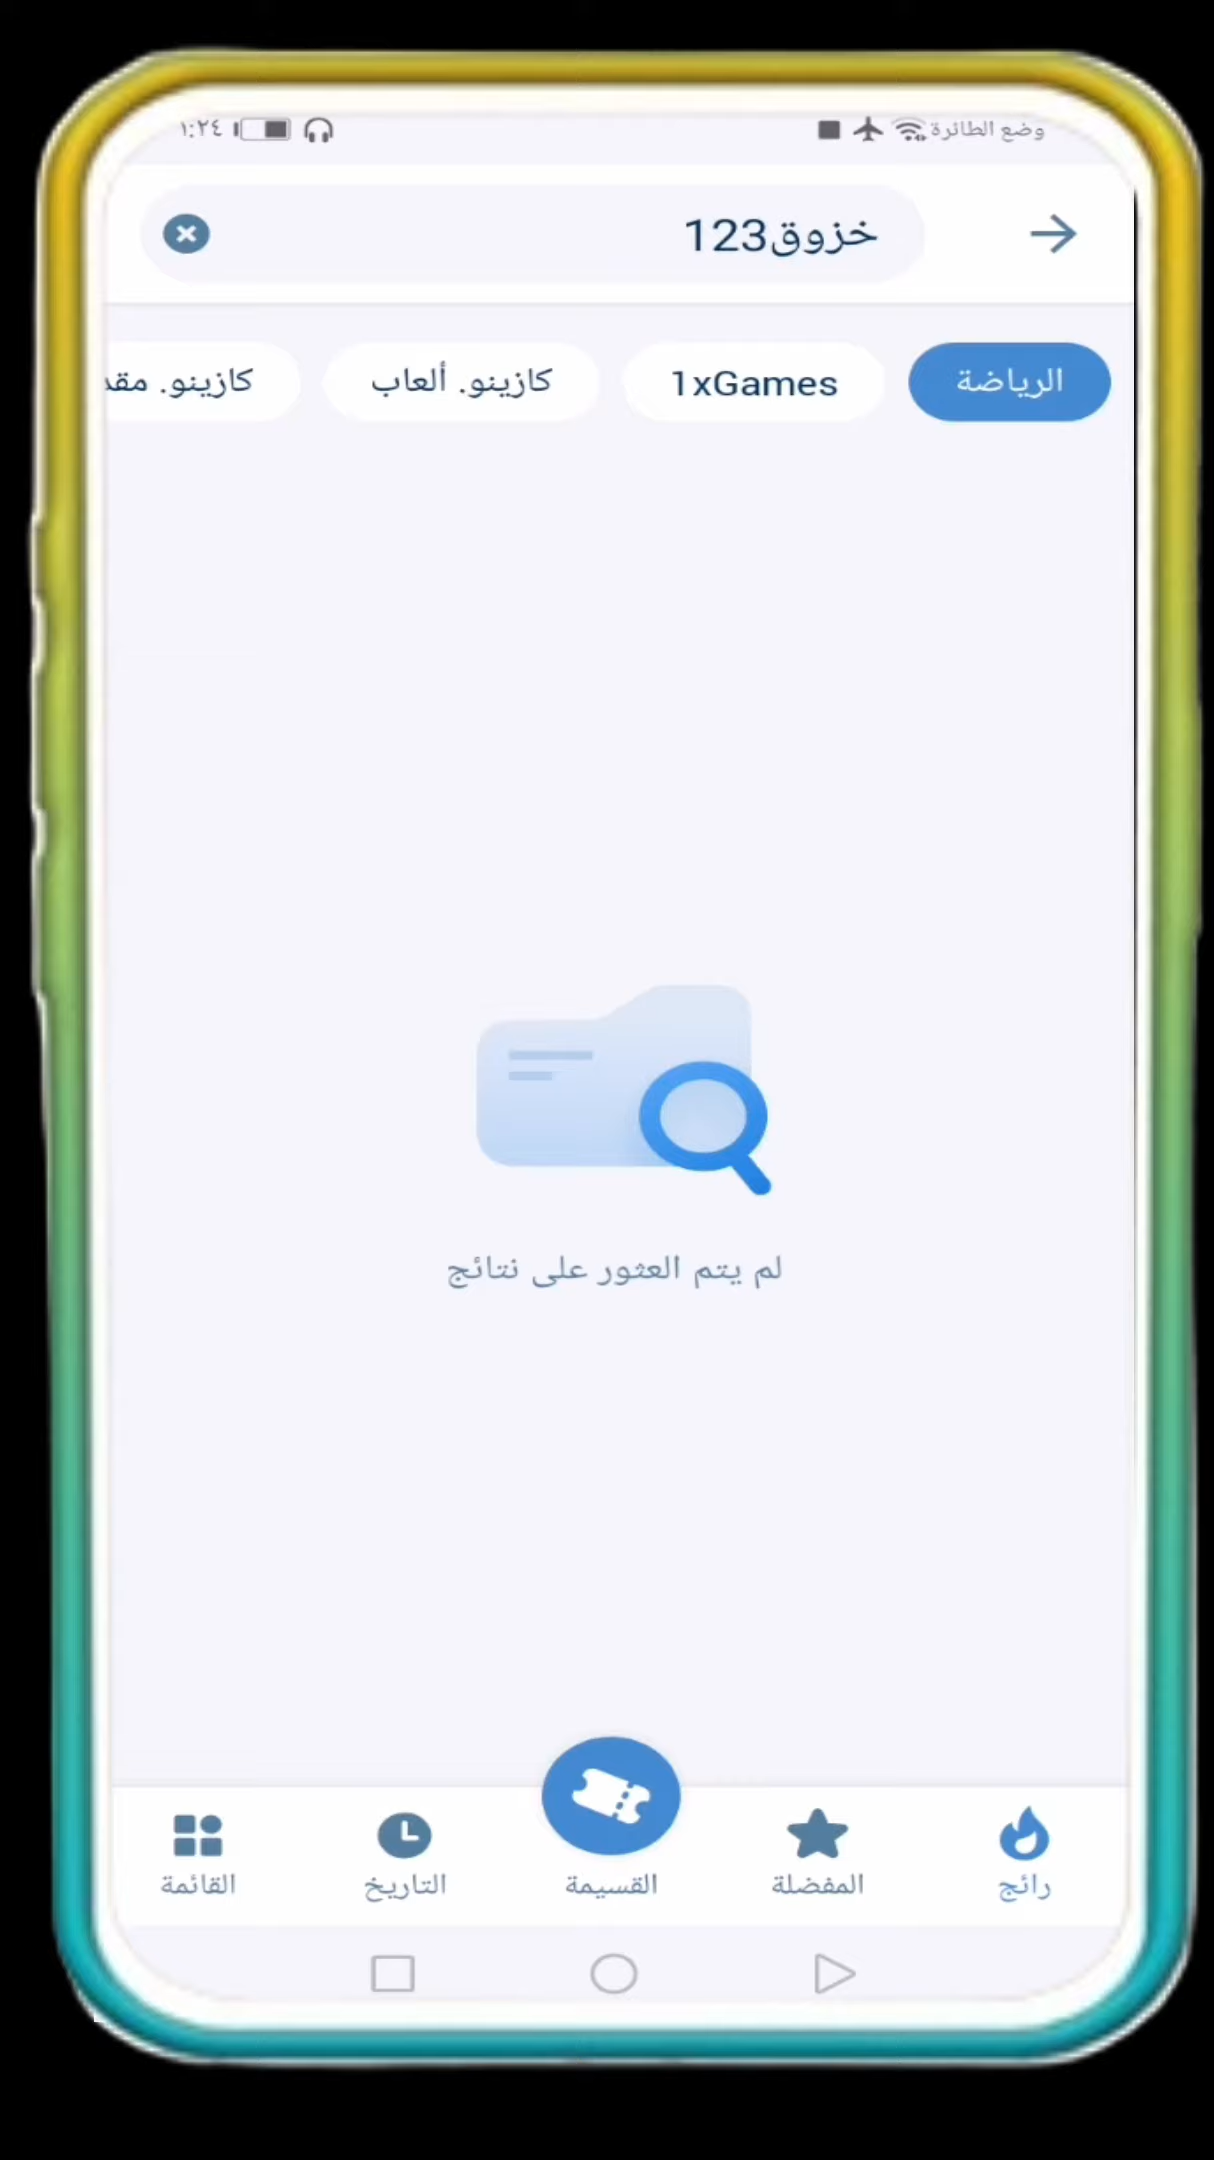 وضع الطائرة ١:٢٤
خزوق123
الرياضة 1xGames كازينو. ألعاب كازينو. مقد
لم يتم العثور على نتائج
رائج المفضلة القسيمة التاريخ القائمة